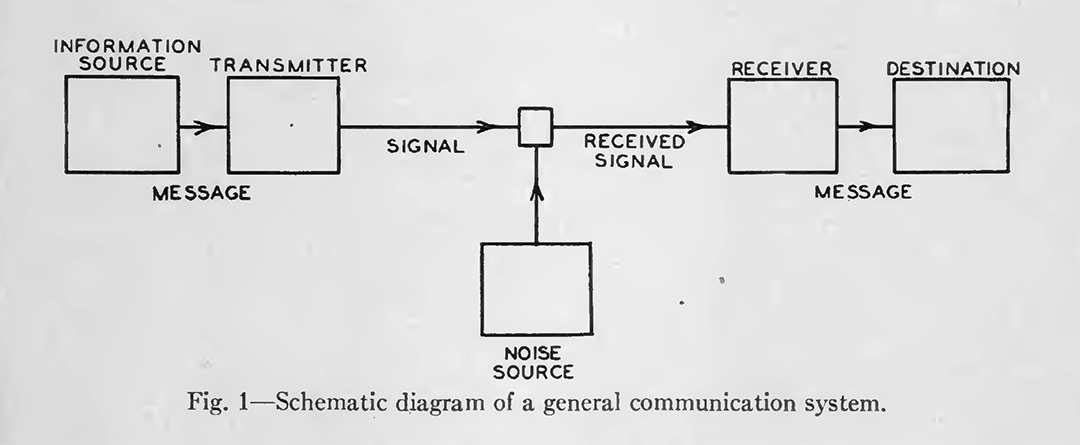 INFORMATION
SOURCE
TRANSMITTER
RECEIVER
DESTINATION
SIGNAL
RECEIVED
SIGNAL
MESSAGE
MESSAGE
NOISE
SOURCE
Fig. 1—Schematic diagram of a general communication system.